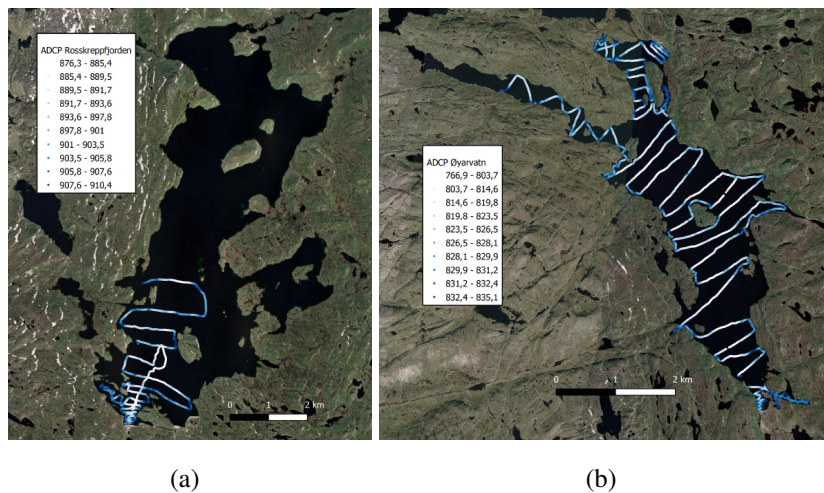 ADCP Rosskreppfjorden
876,3 - 885,4
885,4 - 889,5
889,5 - 891,7
891,7 - 893,6
893,6 - 897,8
897,8 - 901
901 - 903,5
903,5 - 905,8
905,8 - 907,6
907,6 - 910,4
0 1 2 km
ADCP Øyarvatn
766,9 - 803,7
803,7 - 814,6
814,6 - 819,8
819,8 - 823,5
823,5 - 826,5
826,5 - 828,1
828,1 - 829,9
829,9 - 831,2
831,2 - 832,4
832,4 - 835,1
0 1 2 km
(a) (b)